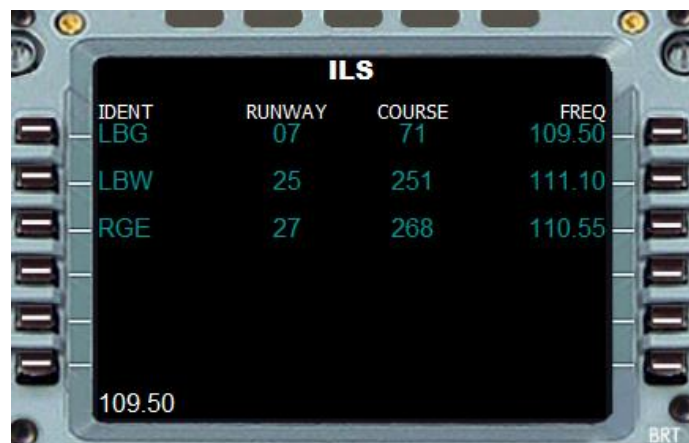 ILS
IDENT RUNWAY COURSE FREQ
LBG 07 71 109.50
LBW 25 251 111.10
RGE 27 268 110.55
109.50
BRT